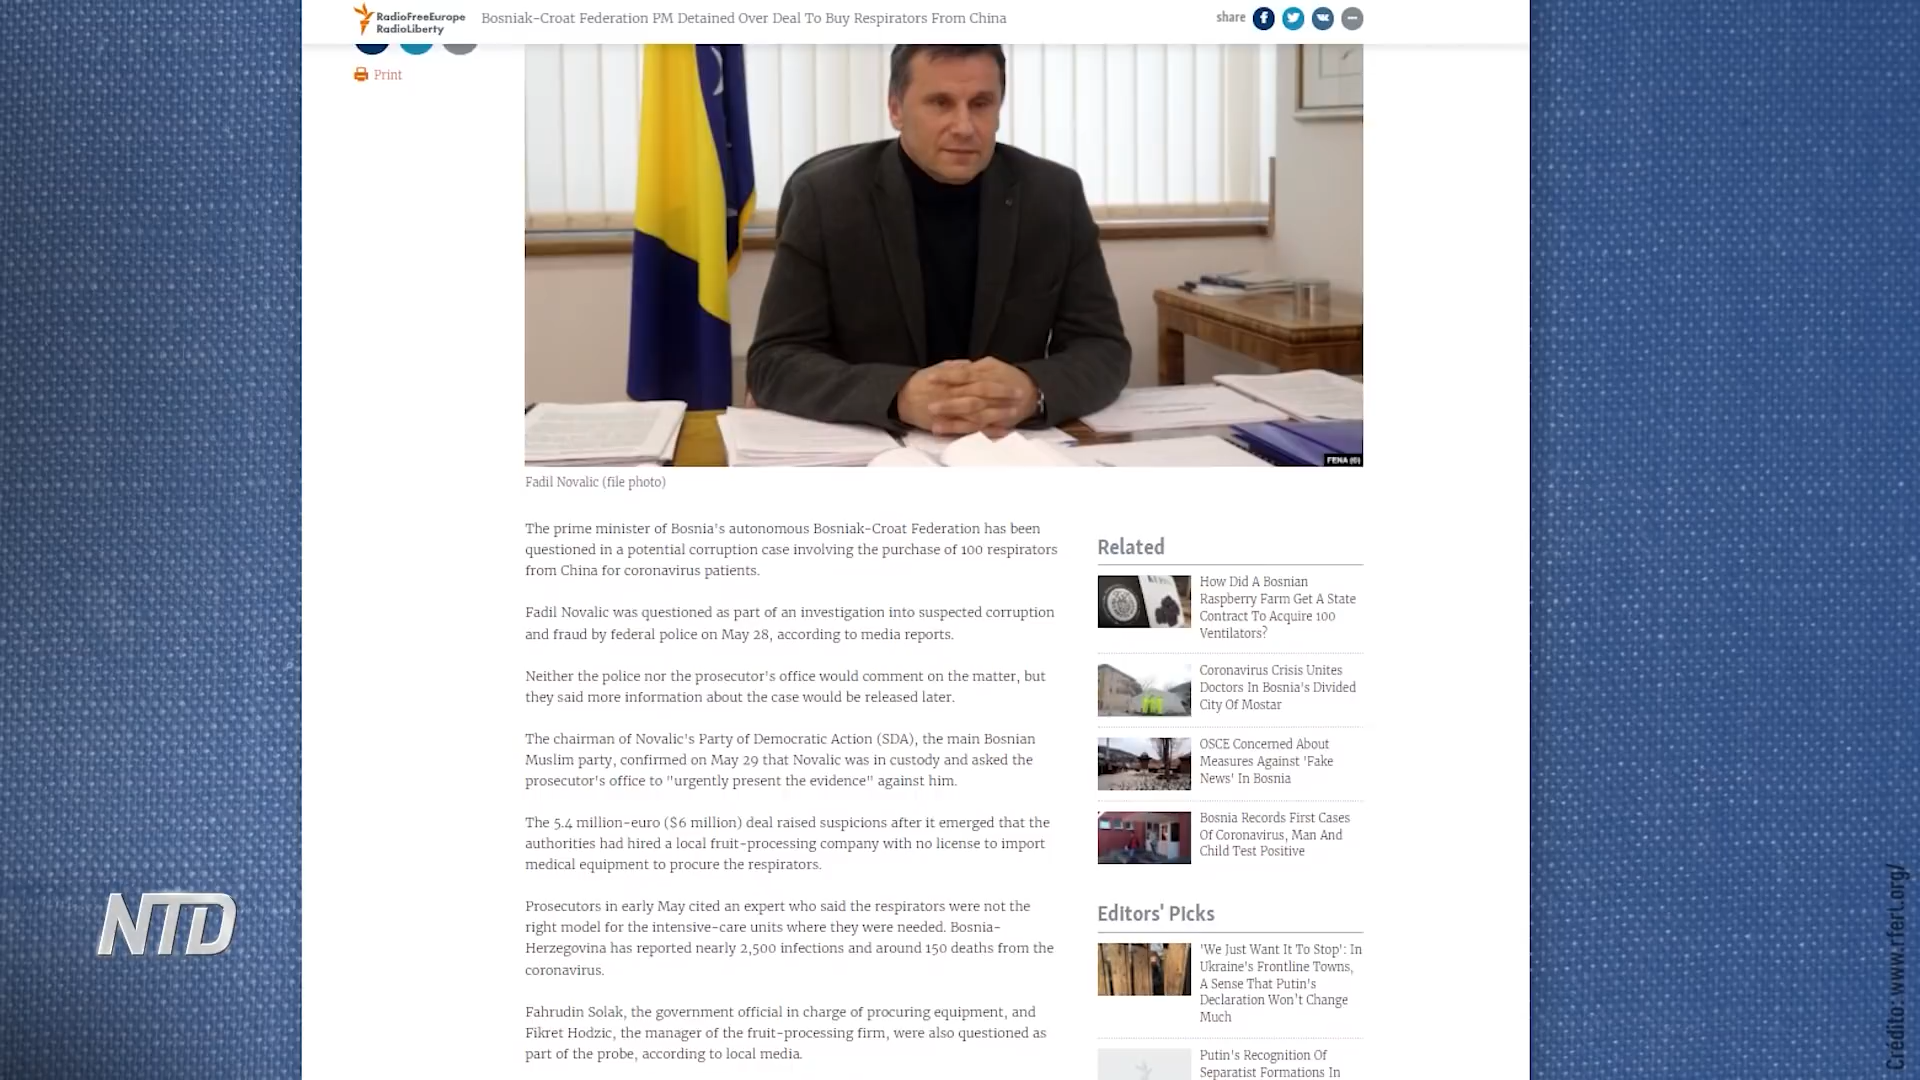 RadioFreeEurope
RadioLiberty
Bosniak-Croat Federation PM Detained Over Deal To Buy Respirators From China
share
Print
FENA (©)
Fadil Novalic (file photo)
The prime minister of Bosnia's autonomous Bosniak-Croat Federation has been
questioned in a potential corruption case involving the purchase of 100 respirators
from China for coronavirus patients.
Fadil Novalic was questioned as part of an investigation into suspected corruption
and fraud by federal police on May 28, according to media reports.
Neither the police nor the prosecutor's office would comment on the matter, but
they said more information about the case would be released later.
The chairman of Novalic's Party of Democratic Action (SDA), the main Bosnian
Muslim party, confirmed on May 29 that Novalic was in custody and asked the
prosecutor's office to "urgently present the evidence" against him.
The 5.4 million-euro ($6 million) deal raised suspicions after it emerged that the
authorities had hired a local fruit-processing company with no license to import
medical equipment to procure the respirators.
Prosecutors in early May cited an expert who said the respirators were not the
right model for the intensive-care units where they were needed. Bosnia-
Herzegovina has reported nearly 2,500 infections and around 150 deaths from the
coronavirus.
Fahrudin Solak, the government official in charge of procuring equipment, and
Fikret Hodzic, the manager of the fruit-processing firm, were also questioned as
part of the probe, according to local media.
Related
How Did A Bosnian
Raspberry Farm Get A State
Contract To Acquire 100
Ventilators?
Coronavirus Crisis Unites
Doctors In Bosnia's Divided
City Of Mostar
OSCE Concerned About
Measures Against 'Fake
News' In Bosnia
Bosnia Records First Cases
Of Coronavirus, Man And
Child Test Positive
Editors' Picks
'We Just Want It To Stop': In
Ukraine's Frontline Towns,
A Sense That Putin's
Declaration Won't Change
Much
Putin's Recognition Of
Separatist Formations In
NTD
Crédito: www.rferl.org/